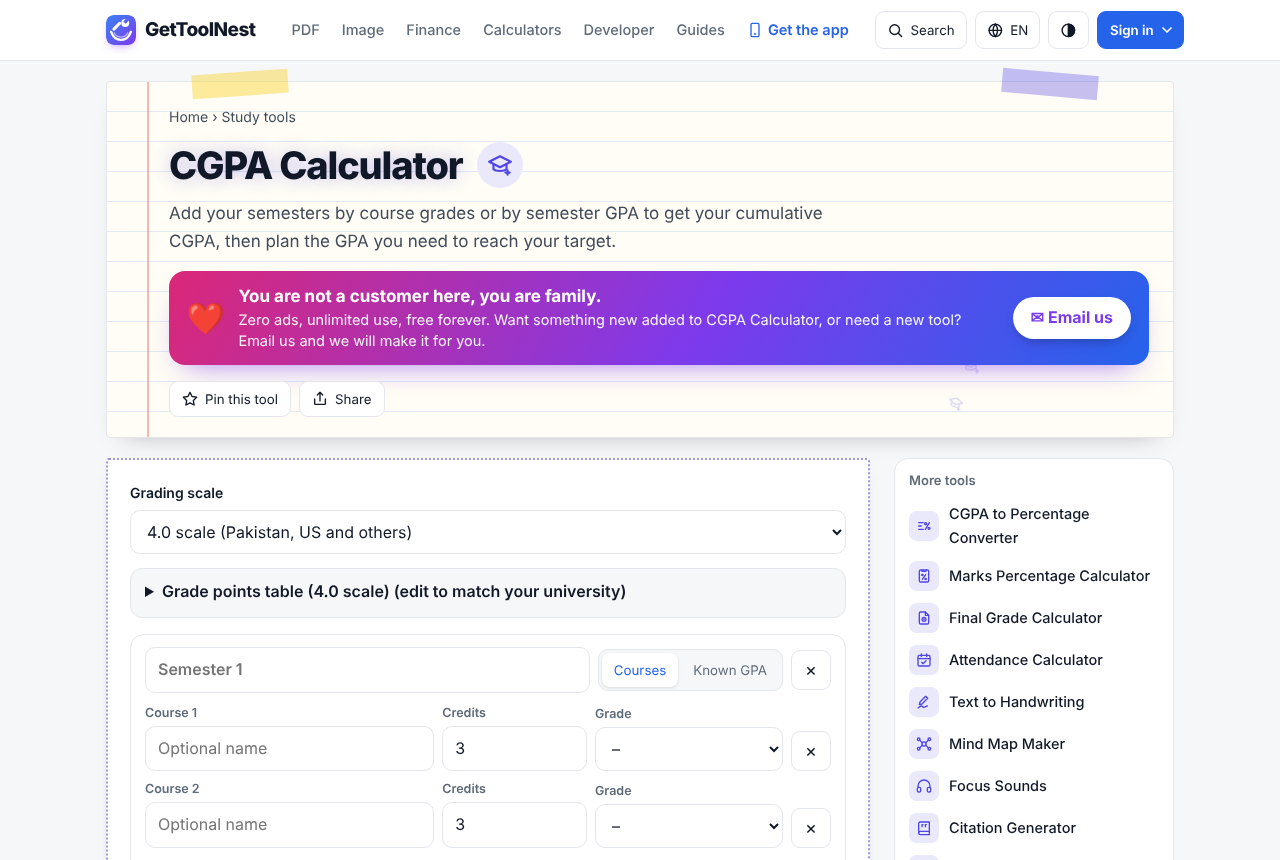 GetToolNest
PDF
Image
Finance
Calculators
Developer
Guides
Get the app
Search
EN
Sign in
Home › Study tools
CGPA Calculator
Add your semesters by course grades or by semester GPA to get your cumulative
CGPA, then plan the GPA you need to reach your target.
You are not a customer here, you are family.
Zero ads, unlimited use, free forever. Want something new added to CGPA Calculator, or need a new tool?
Email us and we will make it for you.
✉ Email us
Pin this tool
Share
Grading scale
4.0 scale (Pakistan, US and others)
▶ Grade points table (4.0 scale) (edit to match your university)
Semester 1
Courses
Known GPA
×
Course 1
Credits
Grade
Optional name
3
–
×
Course 2
Credits
Grade
Optional name
3
–
×
More tools
CGPA to Percentage
Converter
Marks Percentage Calculator
Final Grade Calculator
Attendance Calculator
Text to Handwriting
Mind Map Maker
Focus Sounds
Citation Generator